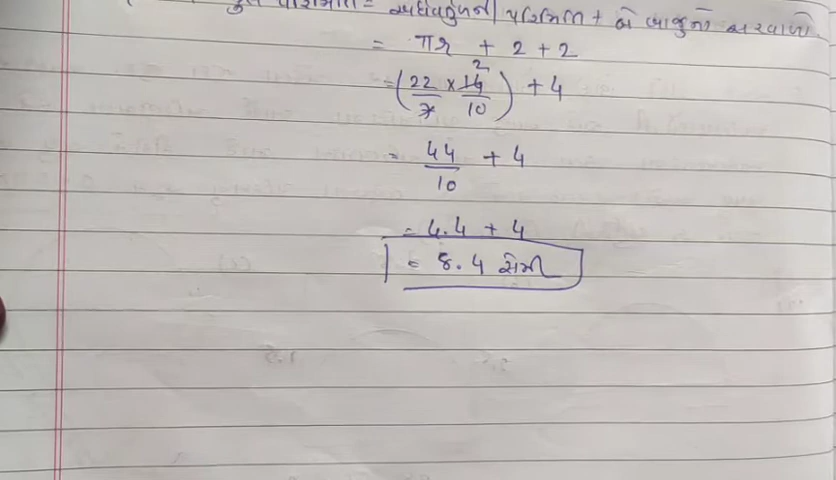 કુલ પરિમિતિ = અર્ધવર્તુળની પરિમિતિ + બે બાજુનો સરવાળો.
= πr + 2 + 2
= (22/7 × 14/10) + 4
2
= 44/10 + 4
= 4.4 + 4
= 8.4 સેમી